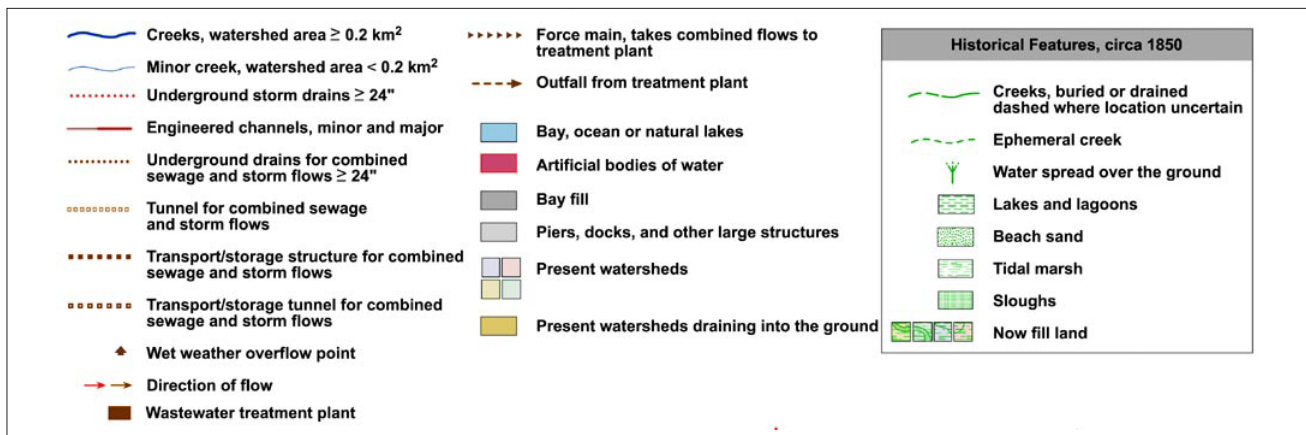 Creeks, watershed area ≥ 0.2 km²
Minor creek, watershed area < 0.2 km²
Underground storm drains ≥ 24"
Engineered channels, minor and major
Underground drains for combined
sewage and storm flows ≥ 24"
Tunnel for combined sewage
and storm flows
Transport/storage structure for combined
sewage and storm flows
Transport/storage tunnel for combined
sewage and storm flows
Wet weather overflow point
Direction of flow
Wastewater treatment plant
Force main, takes combined flows to
treatment plant
Outfall from treatment plant
Bay, ocean or natural lakes
Artificial bodies of water
Bay fill
Piers, docks, and other large structures
Present watersheds
Present watersheds draining into the ground
Historical Features, circa 1850
Creeks, buried or drained
dashed where location uncertain
Ephemeral creek
Water spread over the ground
Lakes and lagoons
Beach sand
Tidal marsh
Sloughs
Now fill land